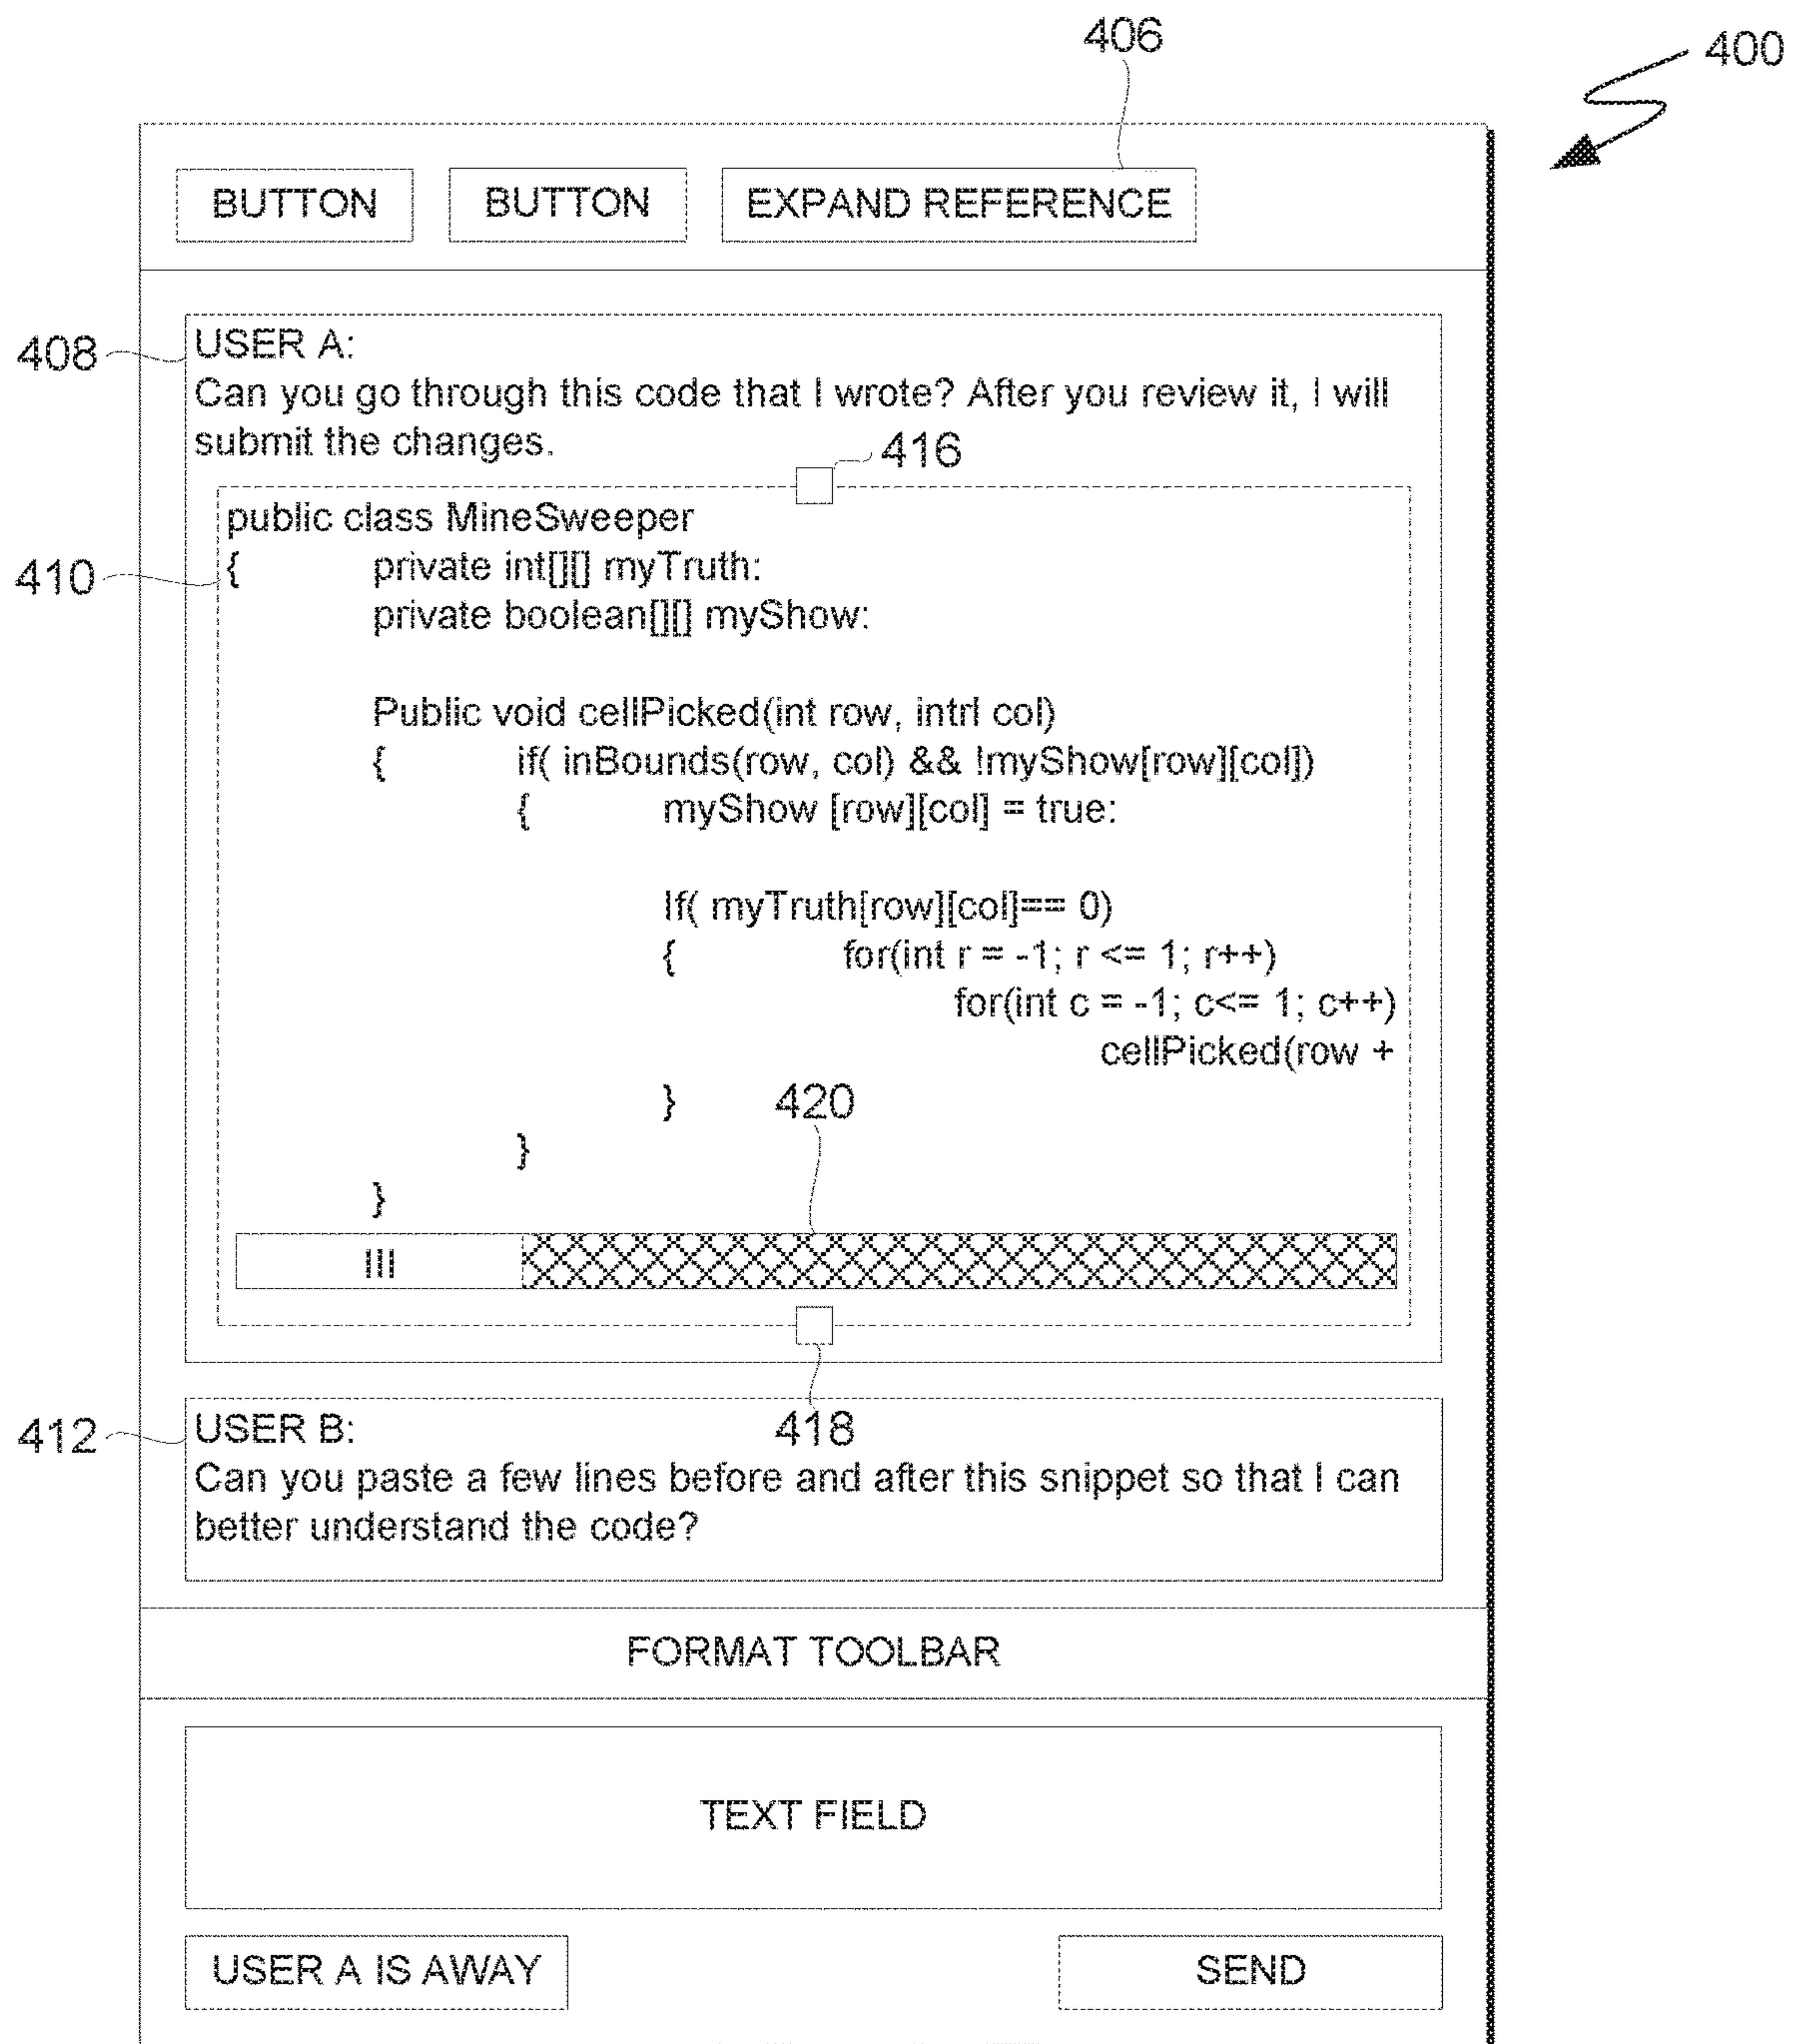 406
400
BUTTON BUTTON EXPAND REFERENCE
408
USER A:
Can you go through this code that I wrote? After you review it, I will
submit the changes.
416
410
public class MineSweeper
{ private int[][] myTruth:
private boolean[][] myShow:
Public void cellPicked(int row, intrl col)
{ if( inBounds(row, col) && !myShow[row][col])
{ myShow [row][col] = true:
If( myTruth[row][col]== 0)
{ for(int r = -1; r <= 1; r++)
for(int c = -1; c<= 1; c++)
cellPicked(row +
}
420
}
}
III
418
412
USER B:
Can you paste a few lines before and after this snippet so that I can
better understand the code?
FORMAT TOOLBAR
TEXT FIELD
USER A IS AWAY SEND